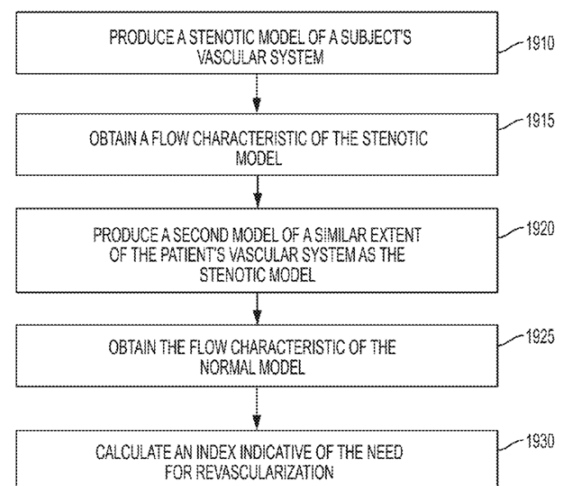 PRODUCE A STENOTIC MODEL OF A SUBJECT'S
VASCULAR SYSTEM
1910
OBTAIN A FLOW CHARACTERISTIC OF THE STENOTIC
MODEL
1915
PRODUCE A SECOND MODEL OF A SIMILAR EXTENT
OF THE PATIENT'S VASCULAR SYSTEM AS THE
STENOTIC MODEL
1920
OBTAIN THE FLOW CHARACTERISTIC OF THE
NORMAL MODEL
1925
CALCULATE AN INDEX INDICATIVE OF THE NEED
FOR REVASCULARIZATION
1930